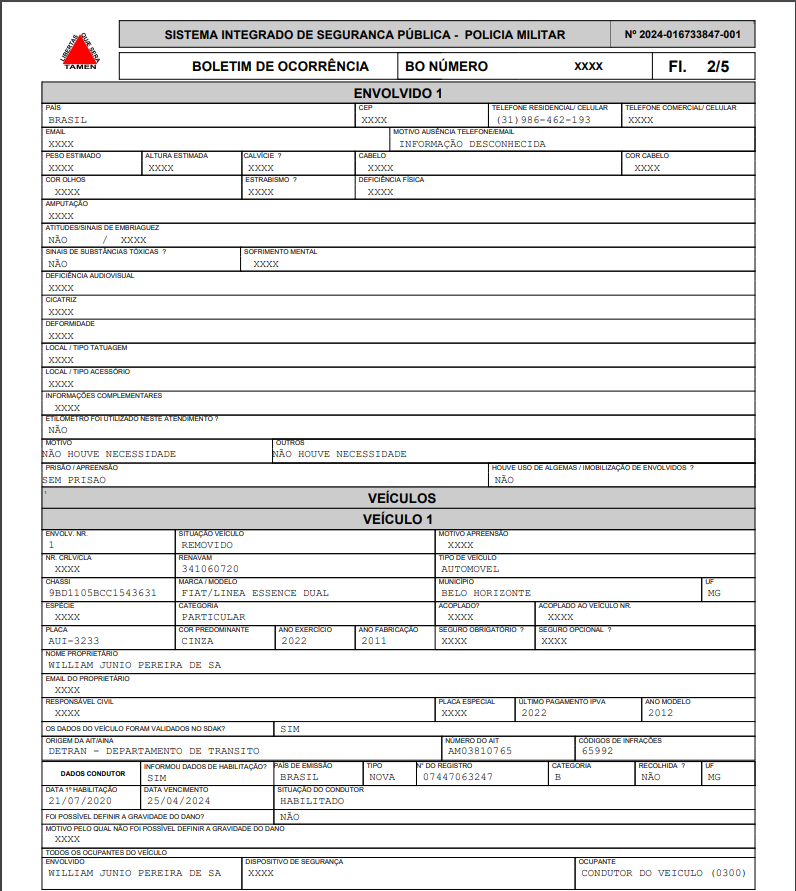 LIBERTAS QUE SERA TAMEN
SISTEMA INTEGRADO DE SEGURANCA PÚBLICA - POLICIA MILITAR Nº 2024-016733847-001
BOLETIM DE OCORRÊNCIA BO NÚMERO XXXX Fl. 2/5
ENVOLVIDO 1
PAÍS CEP TELEFONE RESIDENCIAL/ CELULAR TELEFONE COMERCIAL/ CELULAR
BRASIL XXXX (31)986-462-193 XXXX
EMAIL MOTIVO AUSÊNCIA TELEFONE/EMAIL
XXXX INFORMAÇÃO DESCONHECIDA
PESO ESTIMADO ALTURA ESTIMADA CALVÍCIE ? CABELO COR CABELO
XXXX XXXX XXXX XXXX XXXX
COR OLHOS ESTRABISMO ? DEFICIÊNCIA FÍSICA
XXXX XXXX XXXX
AMPUTAÇÃO
XXXX
ATITUDES/SINAIS DE EMBRIAGUEZ
NÃO / XXXX
SINAIS DE SUBSTÂNCIAS TÓXICAS ? SOFRIMENTO MENTAL
NÃO XXXX
DEFICIÊNCIA AUDIOVISUAL
XXXX
CICATRIZ
XXXX
DEFORMIDADE
XXXX
LOCAL / TIPO TATUAGEM
XXXX
LOCAL / TIPO ACESSÓRIO
XXXX
INFORMAÇÕES COMPLEMENTARES
XXXX
ETILÔMETRO FOI UTILIZADO NESTE ATENDIMENTO ?
NÃO
MOTIVO OUTROS
NÃO HOUVE NECESSIDADE NÃO HOUVE NECESSIDADE
PRISÃO / APREENSÃO HOUVE USO DE ALGEMAS / IMOBILIZAÇÃO DE ENVOLVIDOS ?
SEM PRISAO NÃO
VEÍCULOS
VEÍCULO 1
ENVOLV. NR. SITUAÇÃO VEÍCULO MOTIVO APREENSÃO
1 REMOVIDO XXXX
NR. CRLV/CLA RENAVAM TIPO DE VEÍCULO
XXXX 341060720 AUTOMOVEL
CHASSI MARCA / MODELO MUNICÍPIO UF
9BD1105BCC1543631 FIAT/LINEA ESSENCE DUAL BELO HORIZONTE MG
ESPÉCIE CATEGORIA ACOPLADO? ACOPLADO AO VEÍCULO NR.
XXXX PARTICULAR XXXX XXXX
PLACA COR PREDOMINANTE ANO EXERCÍCIO ANO FABRICAÇÃO SEGURO OBRIGATÓRIO ? SEGURO OPCIONAL ?
AUI-3233 CINZA 2022 2011 XXXX XXXX
NOME PROPRIETÁRIO
WILLIAM JUNIO PEREIRA DE SA
EMAIL DO PROPRIETÁRIO
XXXX
RESPONSÁVEL CIVIL PLACA ESPECIAL ÚLTIMO PAGAMENTO IPVA ANO MODELO
XXXX XXXX 2022 2012
OS DADOS DO VEÍCULO FORAM VALIDADOS NO SDAK? SIM
ORIGEM DA AIT/AINA NÚMERO DO AIT CÓDIGOS DE INFRAÇÕES
DETRAN - DEPARTAMENTO DE TRANSITO AM03810765 65992
DADOS CONDUTOR INFORMOU DADOS DE HABILITAÇÃO? PAÍS DE EMISSÃO TIPO N° DO REGISTRO CATEGORIA RECOLHIDA ? UF
SIM BRASIL NOVA 07447063247 B NÃO MG
DATA 1º HABILITAÇÃO DATA VENCIMENTO SITUAÇÃO DO CONDUTOR
21/07/2020 25/04/2024 HABILITADO
FOI POSSÍVEL DEFINIR A GRAVIDADE DO DANO? NÃO
MOTIVO PELO QUAL NÃO FOI POSSÍVEL DEFINIR A GRAVIDADE DO DANO
XXXX
TODOS OS OCUPANTES DO VEÍCULO
ENVOLVIDO DISPOSITIVO DE SEGURANÇA OCUPANTE
WILLIAM JUNIO PEREIRA DE SA XXXX CONDUTOR DO VEICULO (0300)